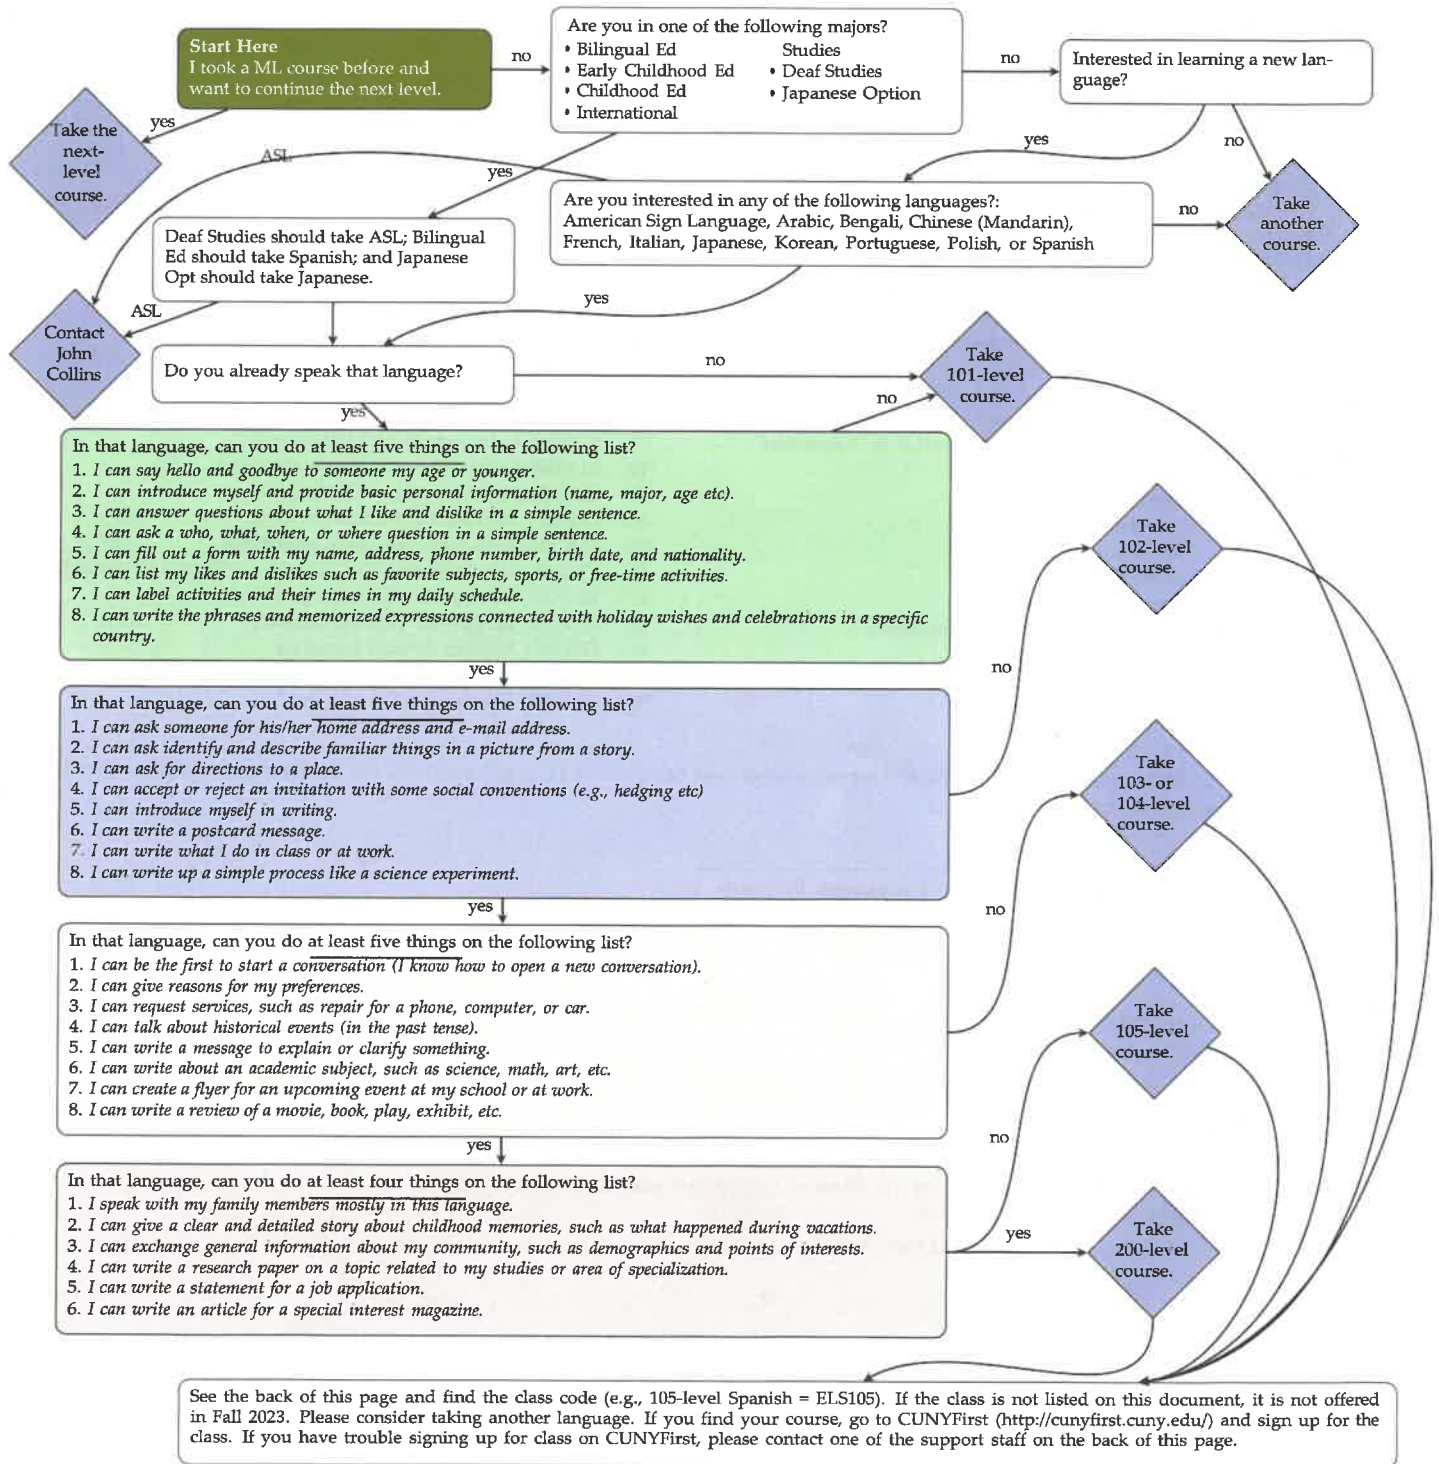 Start Here
I took a ML course before and
want to continue the next level.
no
Are you in one of the following majors?
• Bilingual Ed
• Early Childhood Ed
• Childhood Ed
• International
Studies
• Deaf Studies
• Japanese Option
no
Interested in learning a new lan-
guage?
yes
Take the
next-
level
course.
ASL
yes
yes
no
Deaf Studies should take ASL; Bilingual
Ed should take Spanish; and Japanese
Opt should take Japanese.
Are you interested in any of the following languages?:
American Sign Language, Arabic, Bengali, Chinese (Mandarin),
French, Italian, Japanese, Korean, Portuguese, Polish, or Spanish
no
Take
another
course.
ASL
yes
Contact
John
Collins
Do you already speak that language?
no
Take
101-level
course.
yes
no
In that language, can you do at least five things on the following list?
1. I can say hello and goodbye to someone my age or younger.
2. I can introduce myself and provide basic personal information (name, major, age etc).
3. I can answer questions about what I like and dislike in a simple sentence.
4. I can ask a who, what, when, or where question in a simple sentence.
5. I can fill out a form with my name, address, phone number, birth date, and nationality.
6. I can list my likes and dislikes such as favorite subjects, sports, or free-time activities.
7. I can label activities and their times in my daily schedule.
8. I can write the phrases and memorized expressions connected with holiday wishes and celebrations in a specific
country.
Take
102-level
course.
yes
no
In that language, can you do at least five things on the following list?
1. I can ask someone for his/her home address and e-mail address.
2. I can ask identify and describe familiar things in a picture from a story.
3. I can ask for directions to a place.
4. I can accept or reject an invitation with some social conventions (e.g., hedging etc)
5. I can introduce myself in writing.
6. I can write a postcard message.
7. I can write what I do in class or at work.
8. I can write up a simple process like a science experiment.
Take
103- or
104-level
course.
yes
no
In that language, can you do at least five things on the following list?
1. I can be the first to start a conversation (I know how to open a new conversation).
2. I can give reasons for my preferences.
3. I can request services, such as repair for a phone, computer, or car.
4. I can talk about historical events (in the past tense).
5. I can write a message to explain or clarify something.
6. I can write about an academic subject, such as science, math, art, etc.
7. I can create a flyer for an upcoming event at my school or at work.
8. I can write a review of a movie, book, play, exhibit, etc.
Take
105-level
course.
yes
no
In that language, can you do at least four things on the following list?
1. I speak with my family members mostly in this language.
2. I can give a clear and detailed story about childhood memories, such as what happened during vacations.
3. I can exchange general information about my community, such as demographics and points of interests.
4. I can write a research paper on a topic related to my studies or area of specialization.
5. I can write a statement for a job application.
6. I can write an article for a special interest magazine.
yes
Take
200-level
course.
See the back of this page and find the class code (e.g., 105-level Spanish = ELS105). If the class is not listed on this document, it is not offered
in Fall 2023. Please consider taking another language. If you find your course, go to CUNYFirst (http://cunyfirst.cuny.edu/) and sign up for the
class. If you have trouble signing up for class on CUNYFirst, please contact one of the support staff on the back of this page.